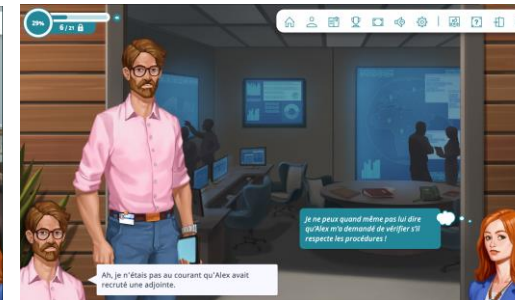 29%
6 / 21
Je ne peux quand même pas lui dire
qu'Alex m'a demandé de vérifier s'il
respecte les procédures !
Ah, je n'étais pas au courant qu'Alex avait
recruté une adjointe.